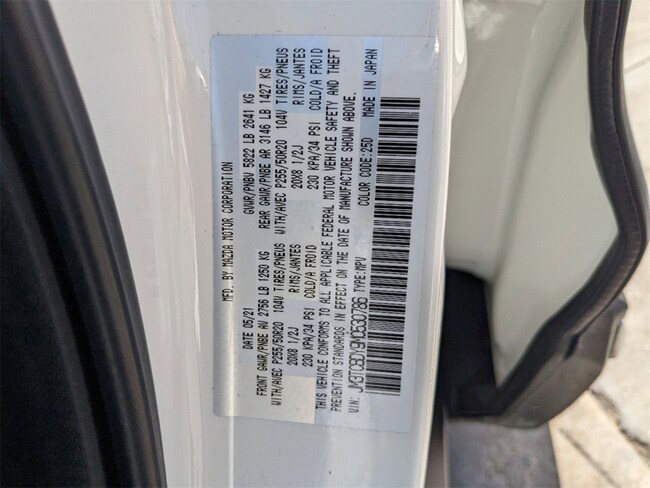 MFD. BY MAZDA MOTOR CORPORATION
DATE 05/21 GVWR/PNBV 5822 LB 2641 KG
FRONT GAWR/PNBE AV 2756 LB 1250 KG REAR GAWR/PNBE AR 3146 LB 1427 KG
WITH/AVEC P255/50R20 104V TIRES/PNEUS WITH/AVEC P255/50R20 104V TIRES/PNEUS
20X8 1/2J RIMS/JANTES 20X8 1/2J RIMS/JANTES
230 KPA/34 PSI COLD/A FROID 230 KPA/34 PSI COLD/A FROID
THIS VEHICLE CONFORMS TO ALL APPLICABLE FEDERAL MOTOR VEHICLE SAFETY AND THEFT
PREVENTION STANDARDS IN EFFECT ON THE DATE OF MANUFACTURE SHOWN ABOVE.
VIN: JM3TCBDY9M0530786 TYPE:MPV COLOR CODE:25D MADE IN JAPAN